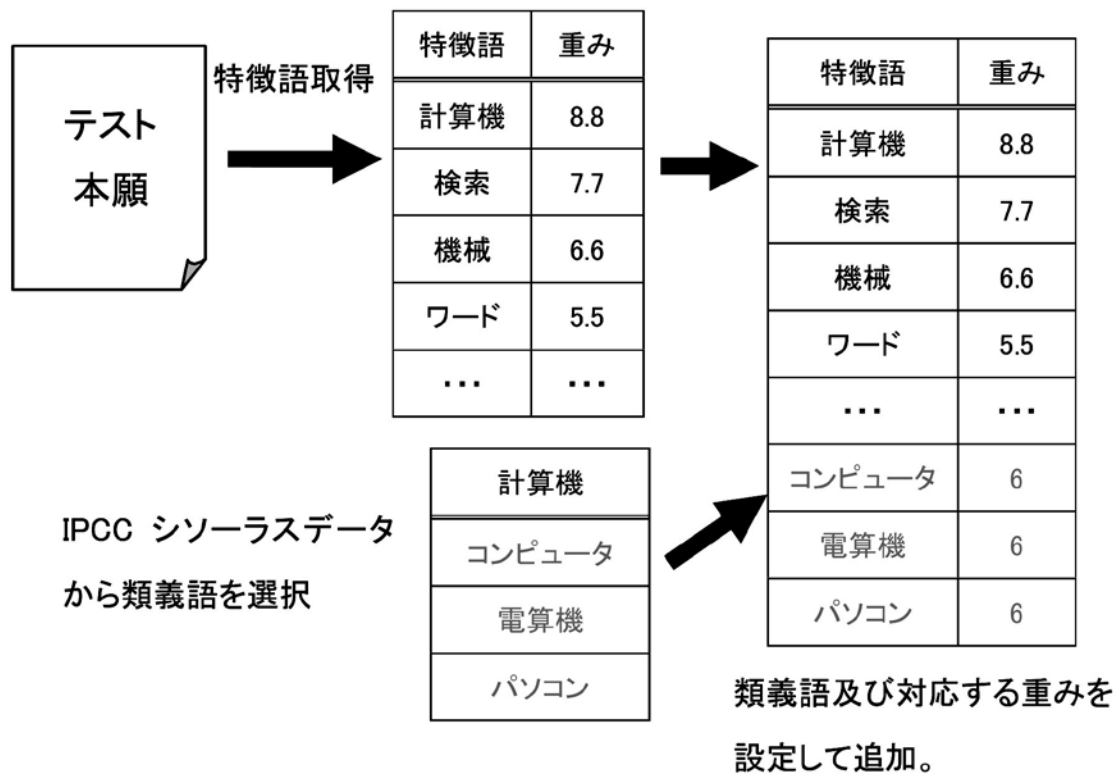 テスト
本願
特徴語取得
特徴語 重み
計算機 8.8
検索 7.7
機械 6.6
ワード 5.5
・・・ ・・・
IPCC シソーラスデータ
から類義語を選択
計算機
コンピュータ
電算機
パソコン
特徴語 重み
計算機 8.8
検索 7.7
機械 6.6
ワード 5.5
・・・ ・・・
コンピュータ 6
電算機 6
パソコン 6
類義語及び対応する重みを
設定して追加。